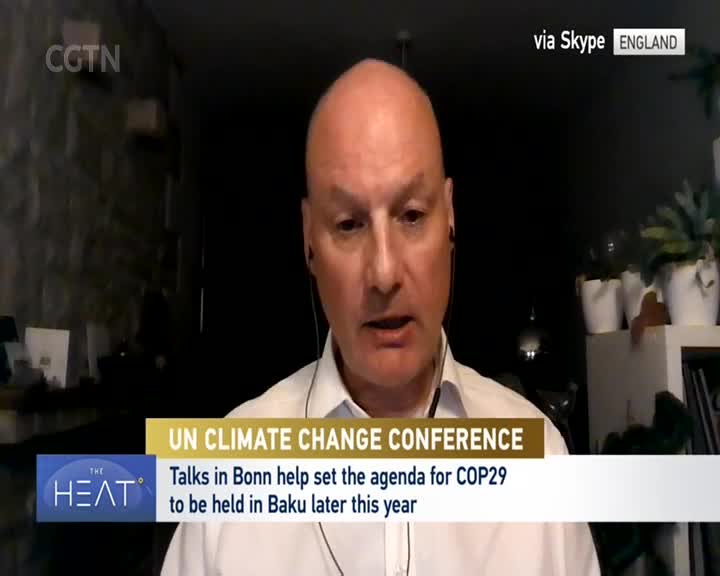 CGTN
via Skype ENGLAND
UN CLIMATE CHANGE CONFERENCE
THE HEAT
Talks in Bonn help set the agenda for COP29
to be held in Baku later this year